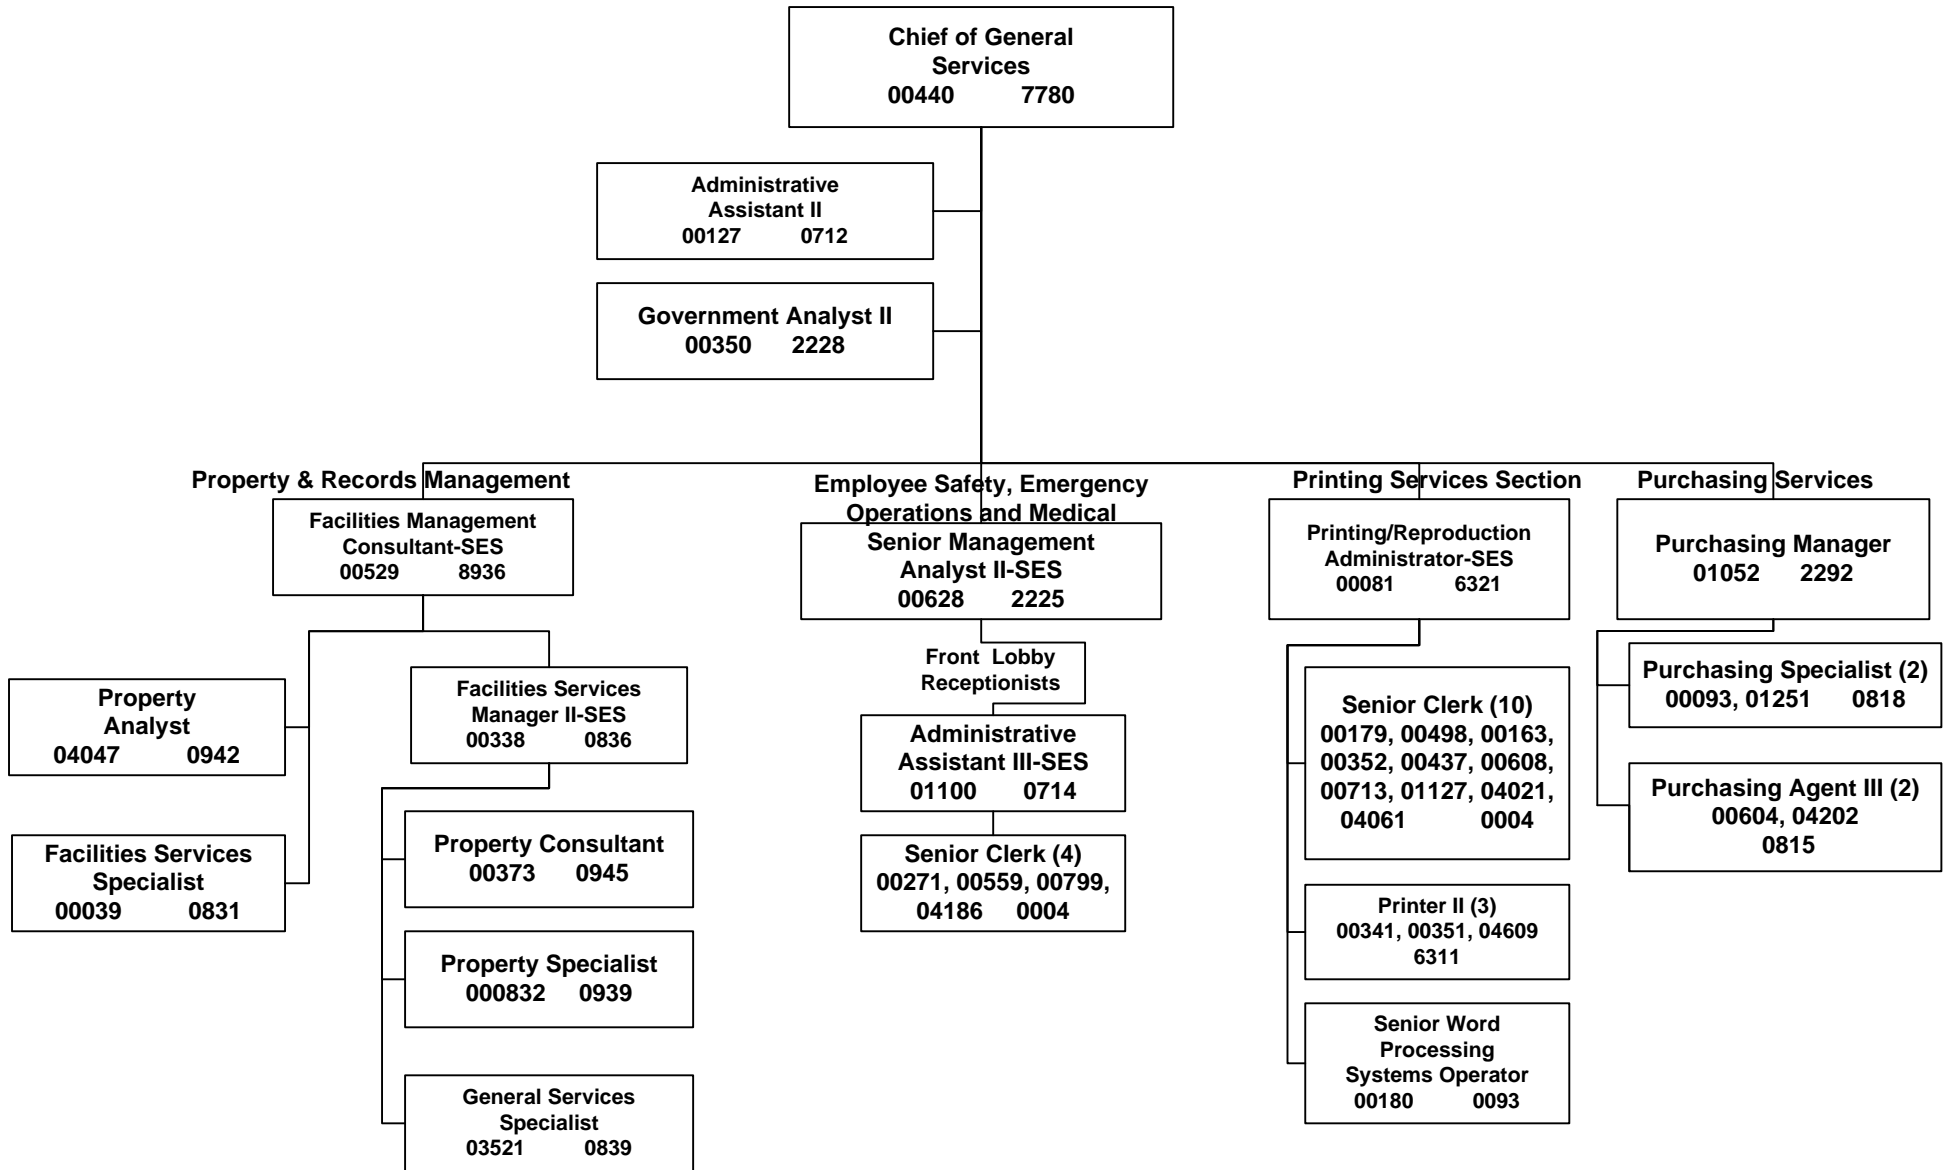 Chief of General
Services
00440 7780
Administrative
Assistant II
00127 0712
Government Analyst II
00350 2228
Property & Records Management
Facilities Management
Consultant-SES
00529 8936
Property
Analyst
04047 0942
Facilities Services
Specialist
00039 0831
Facilities Services
Manager II-SES
00338 0836
Property Consultant
00373 0945
Property Specialist
000832 0939
General Services
Specialist
03521 0839
Employee Safety, Emergency
Operations and Medical
Senior Management
Analyst II-SES
00628 2225
Front Lobby
Receptionists
Administrative
Assistant III-SES
01100 0714
Senior Clerk (4)
00271, 00559, 00799,
04186 0004
Printing Services Section
Printing/Reproduction
Administrator-SES
00081 6321
Senior Clerk (10)
00179, 00498, 00163,
00352, 00437, 00608,
00713, 01127, 04021,
04061 0004
Printer II (3)
00341, 00351, 04609
6311
Senior Word
Processing
Systems Operator
00180 0093
Purchasing Services
Purchasing Manager
01052 2292
Purchasing Specialist (2)
00093, 01251 0818
Purchasing Agent III (2)
00604, 04202
0815